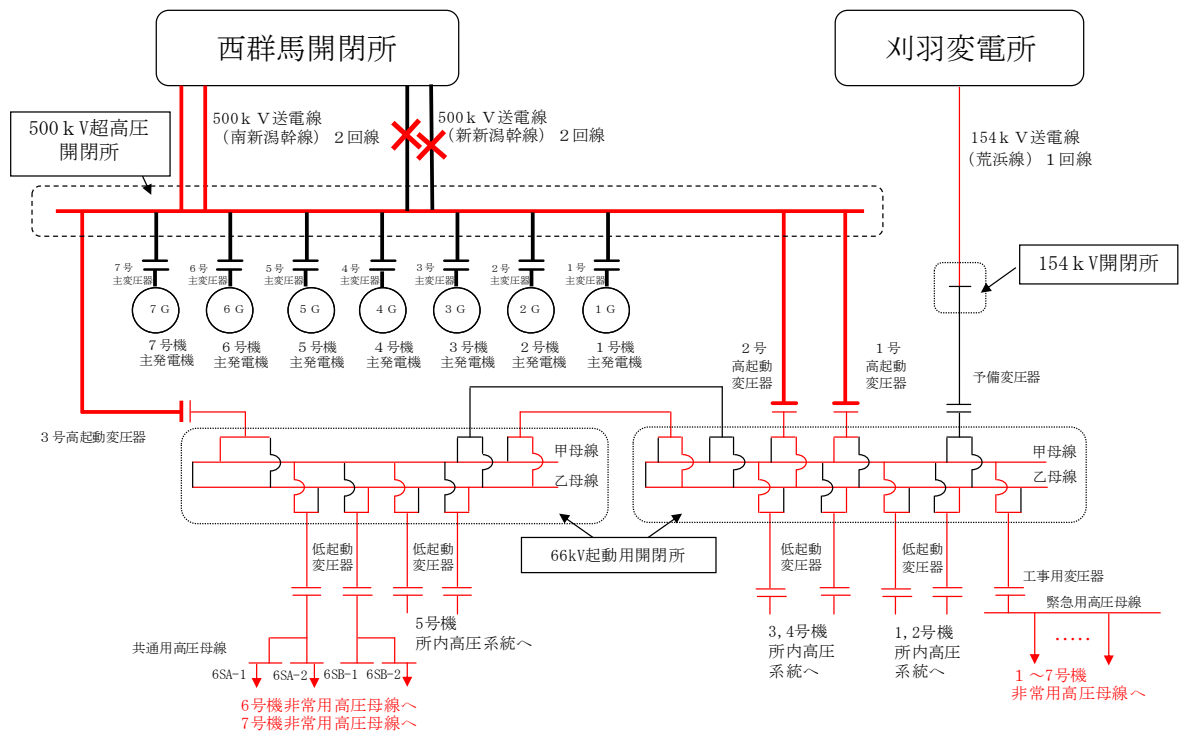 西群馬開閉所
刈羽変電所
500ｋV超高圧
開閉所
500ｋＶ送電線
（南新潟幹線）２回線
500ｋＶ送電線
（新新潟幹線）２回線
154ｋＶ送電線
（荒浜線）１回線
154ｋV開閉所
７号
主変圧器
６号
主変圧器
５号
主変圧器
４号
主変圧器
３号
主変圧器
２号
主変圧器
１号
主変圧器
７Ｇ
６Ｇ
５Ｇ
４Ｇ
３Ｇ
２Ｇ
１Ｇ
７号機
主発電機
６号機
主発電機
５号機
主発電機
４号機
主発電機
３号機
主発電機
２号機
主発電機
１号機
主発電機
２号
高起動
変圧器
１号
高起動
変圧器
予備変圧器
３号高起動変圧器
甲母線
乙母線
甲母線
乙母線
66kV起動用開閉所
低起動
変圧器
低起動
変圧器
低起動
変圧器
低起動
変圧器
工事用変圧器
緊急用高圧母線
5号機
所内高圧系統へ
3,4号機
所内高圧
系統へ
1,2号機
所内高圧
系統へ
共通用高圧母線
6SA-1
6SA-2
6SB-1
6SB-2
.....
6号機非常用高圧母線へ
7号機非常用高圧母線へ
1～7号機
非常用高圧母線へ